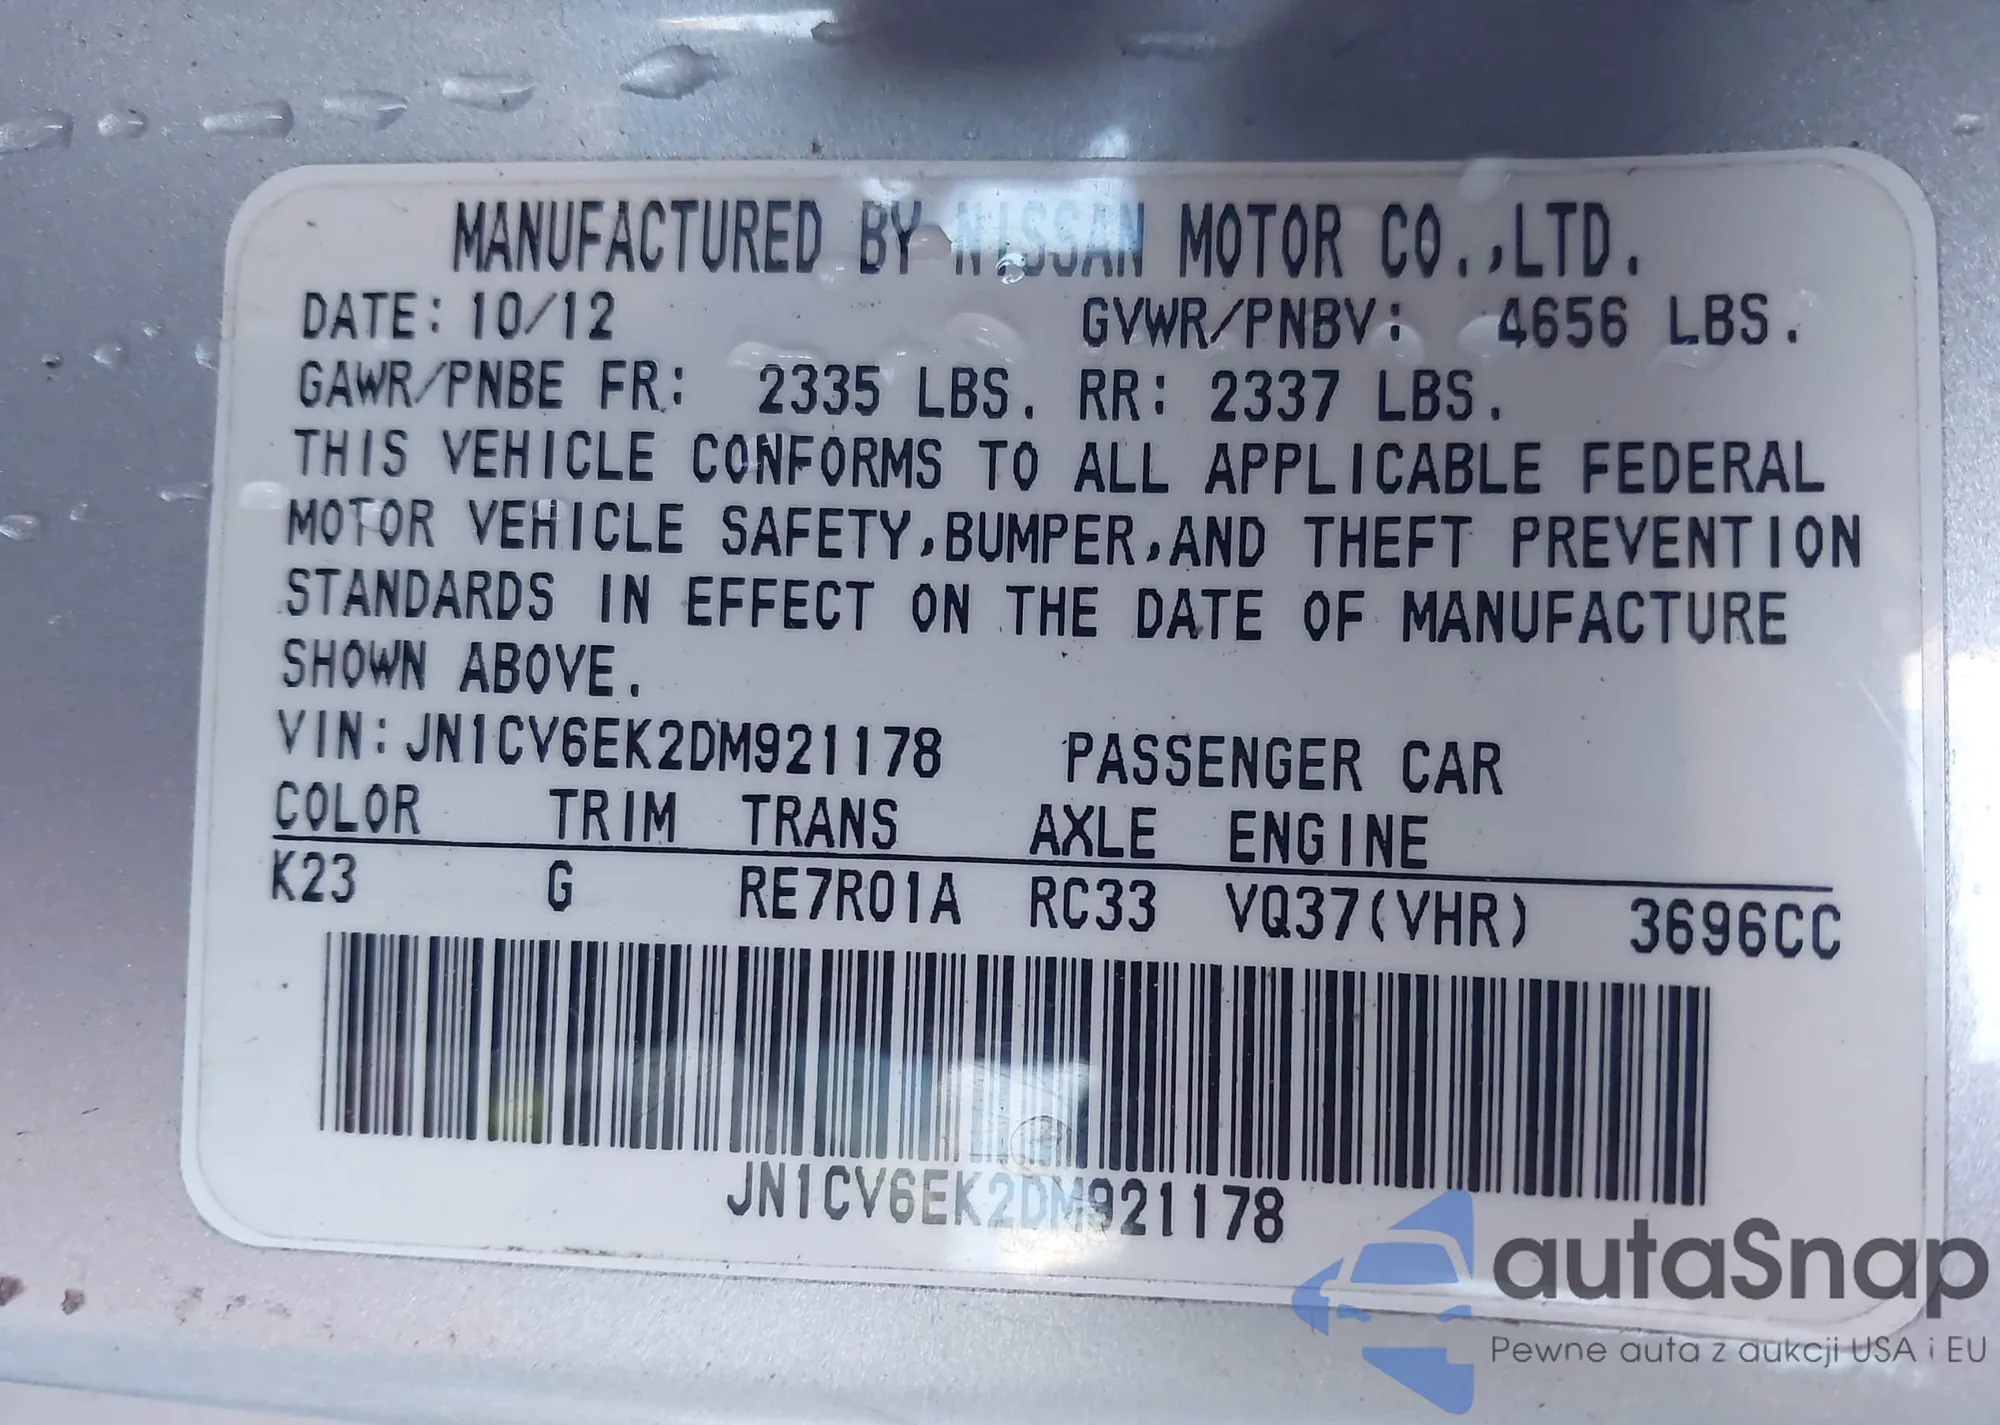 MANUFACTURED BY NISSAN MOTOR CO.,LTD.
DATE: 10/12 GVWR/PNBV: 4656 LBS.
GAWR/PNBE FR: 2335 LBS. RR: 2337 LBS.
THIS VEHICLE CONFORMS TO ALL APPLICABLE FEDERAL
MOTOR VEHICLE SAFETY,BUMPER,AND THEFT PREVENTION
STANDARDS IN EFFECT ON THE DATE OF MANUFACTURE
SHOWN ABOVE.
VIN: JN1CV6EK2DM921178 PASSENGER CAR
COLOR TRIM TRANS AXLE ENGINE
K23 G RE7R01A RC33 VQ37(VHR) 3696CC
JN1CV6EK2DM921178
autaSnap
Pewne auta z aukcji USA i EU